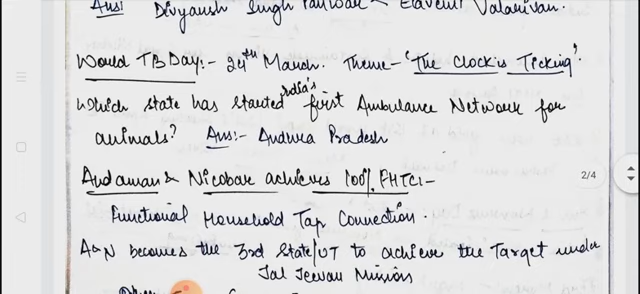 Ans: Divyansh Singh Panwar & Elavenil Valarivan.
World TB Day:- 24th March. Theme- 'The Clock is Ticking'.
Which state has started India's first Ambulance Network for
animals? Ans:- Andhra Pradesh
Andaman & Nicobar achieves 100% FHTC:-
Functional Household Tap Connection.
A&N becomes the 3rd State/UT to achieve the Target under
Jal Jeevan Mission
2/4